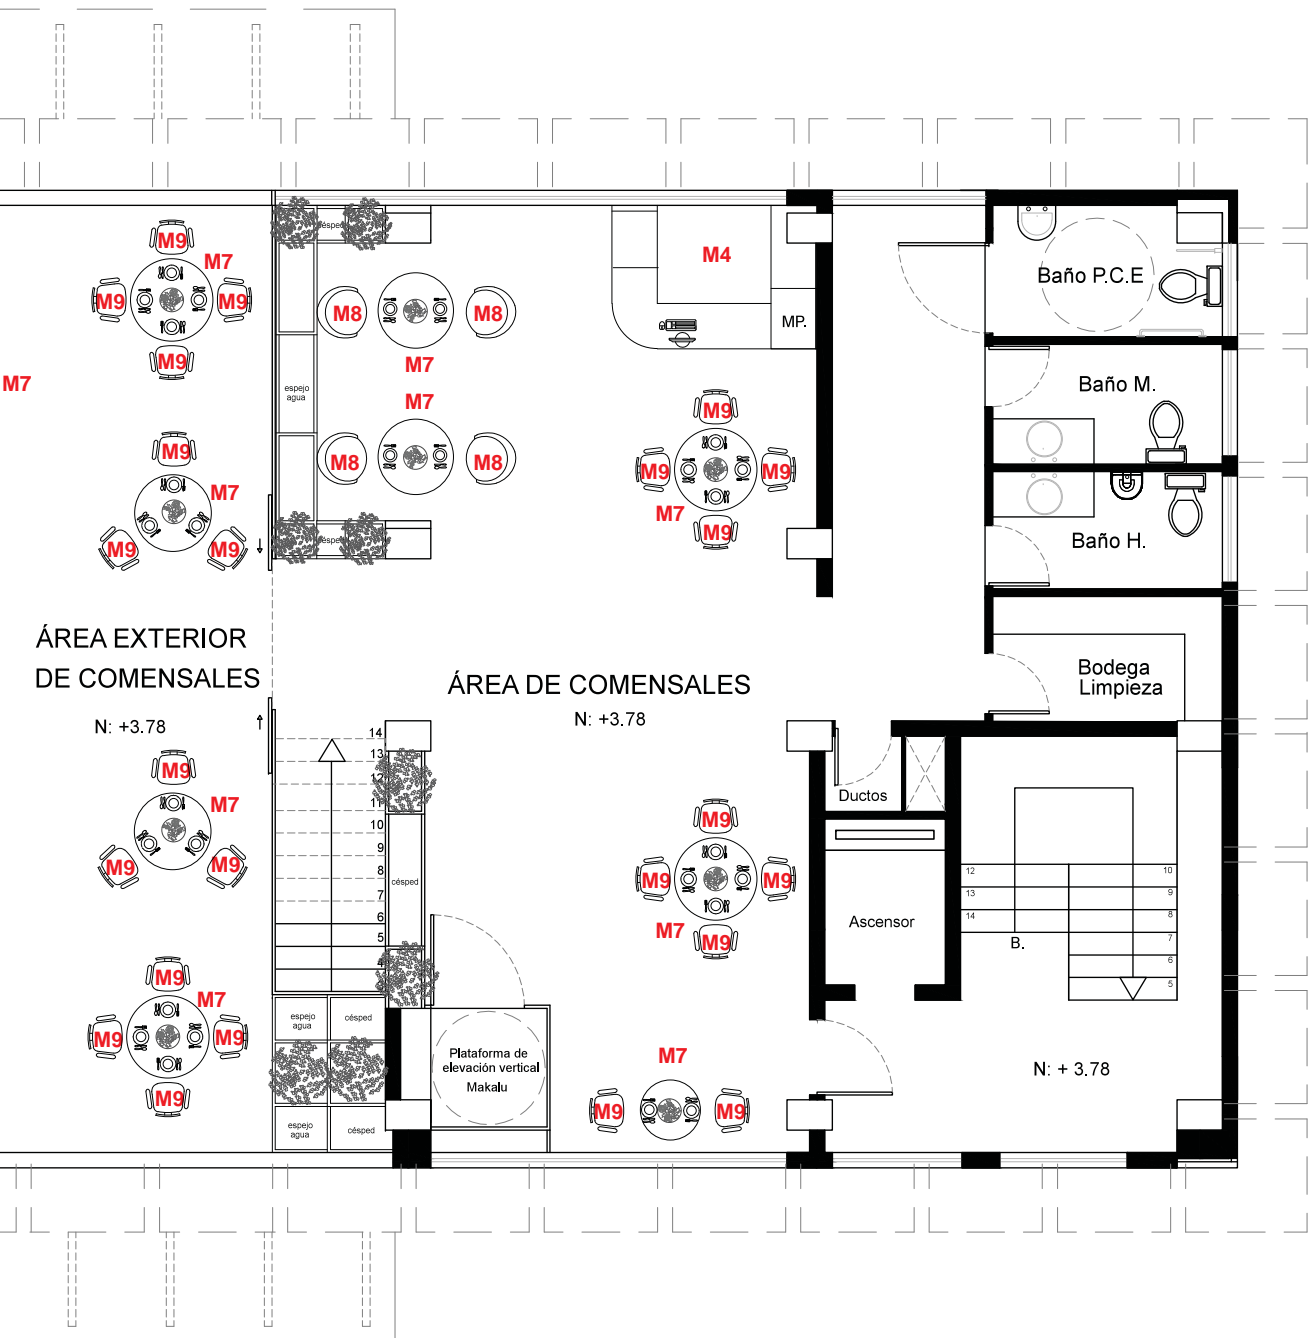 M9
M7
M9
M9
M9
M7
M9
M7
M9
M9
césped
M4
MP.
M8
M8
M7
M7
M8
M8
espejo
agua
césped
M9
M9
M9
M7
M9
Baño P.C.E
Baño M.
Baño H.
Bodega
Limpieza
ÁREA EXTERIOR
DE COMENSALES
N: +3.78
ÁREA DE COMENSALES
N: +3.78
M9
M7
M9
M9
M9
M7
M9
M9
M9
14
13
12
11
10
9
8
7
6
5
4
césped
espejo
agua
césped
espejo
agua
césped
Plataforma de
elevación vertical
Makalu
M9
M9
M9
M7
M9
M7
M9
M9
Ductos
Ascensor
12
13
14
B.
10
9
8
7
6
5
N: + 3.78